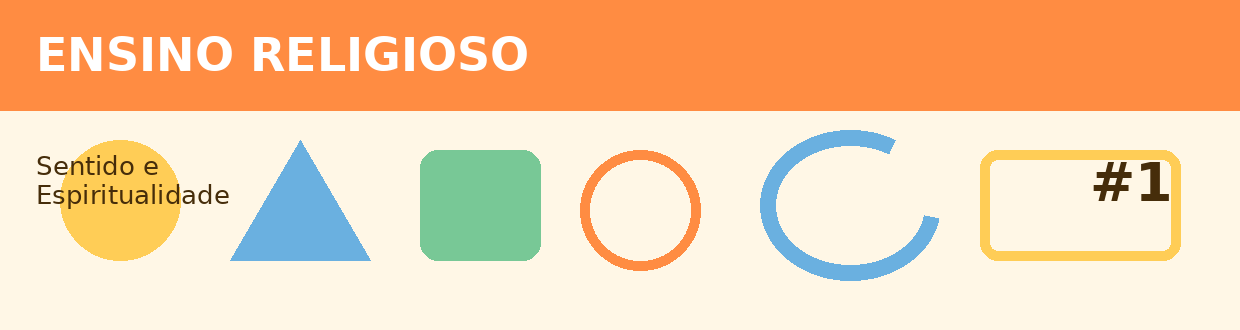 ENSINO RELIGIOSO
Sentido e
Espiritualidade
#1